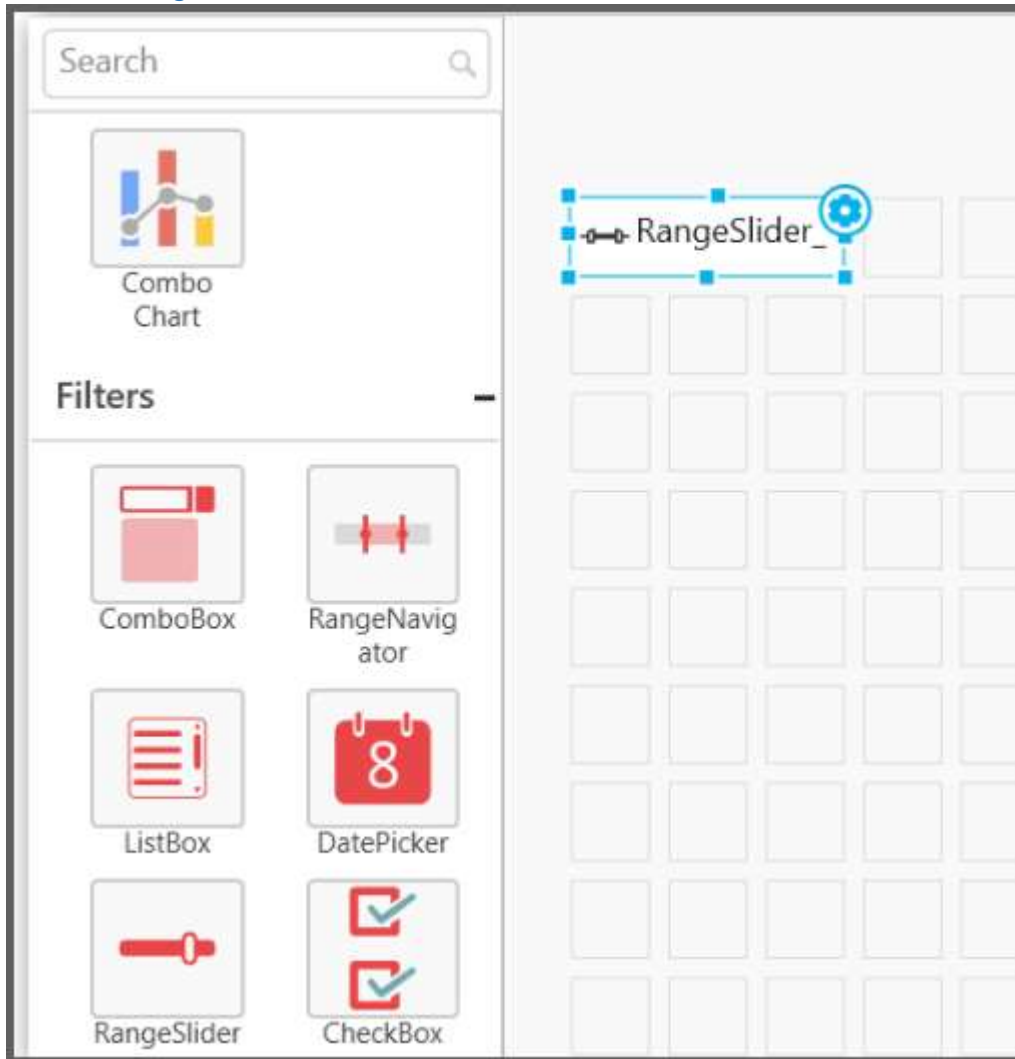 Search
Combo
Chart
RangeSlider_
Filters
ComboBox
RangeNavig
ator
ListBox
8
DatePicker
RangeSlider
CheckBox